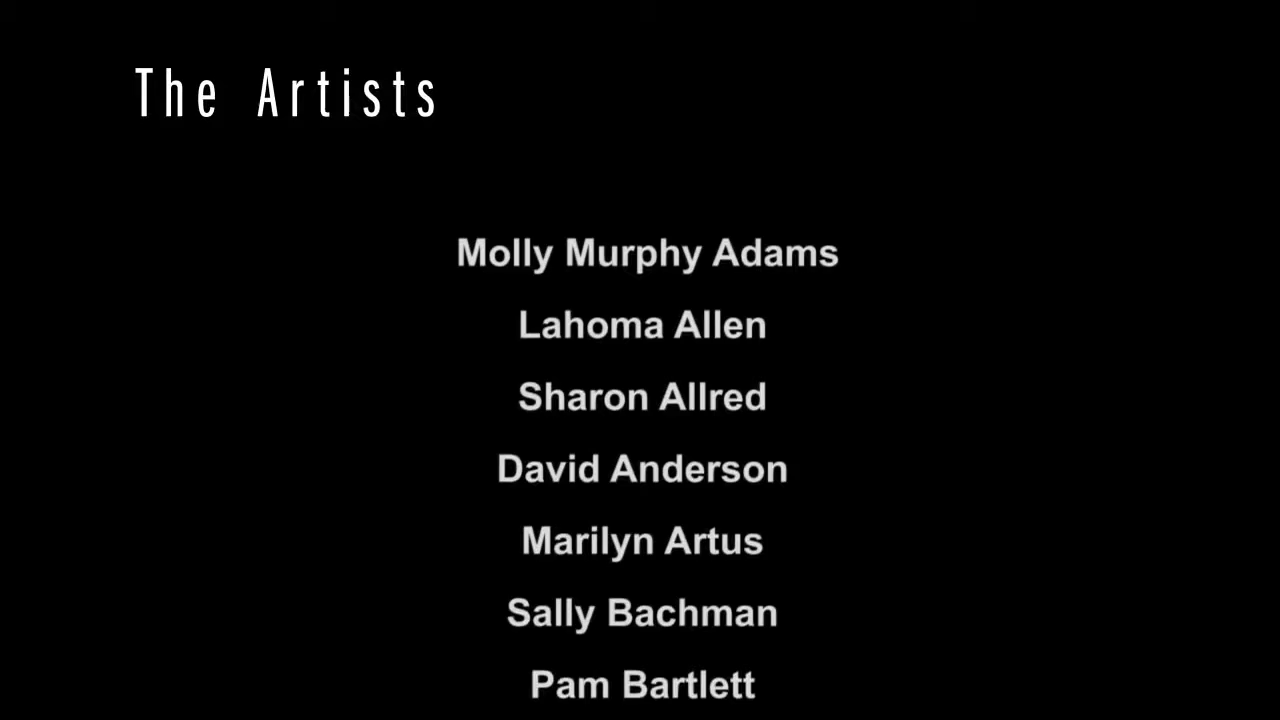 The Artists
Molly Murphy Adams
Lahoma Allen
Sharon Allred
David Anderson
Marilyn Artus
Sally Bachman
Pam Bartlett